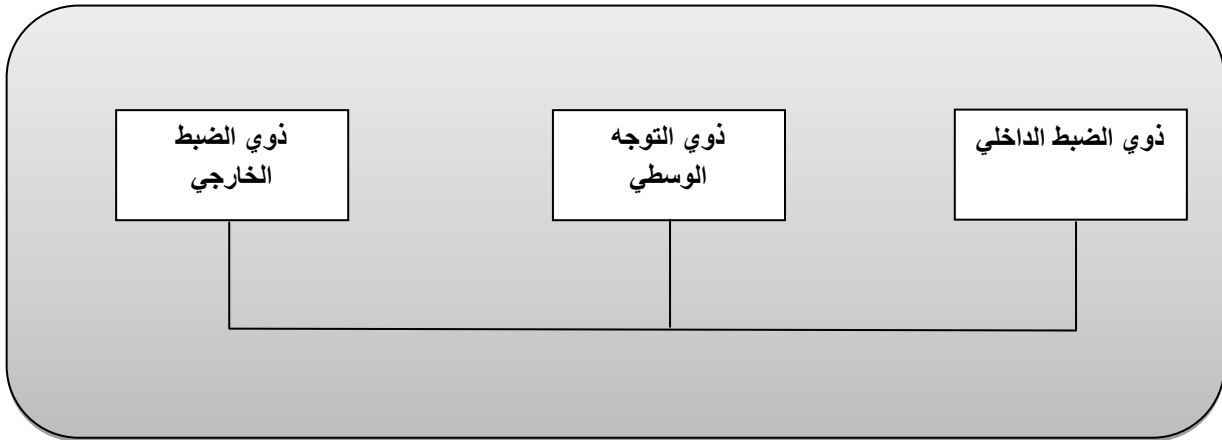 ذوي الضبط الداخلي
ذوي التوجه
الوسطي
ذوي الضبط
الخارجي